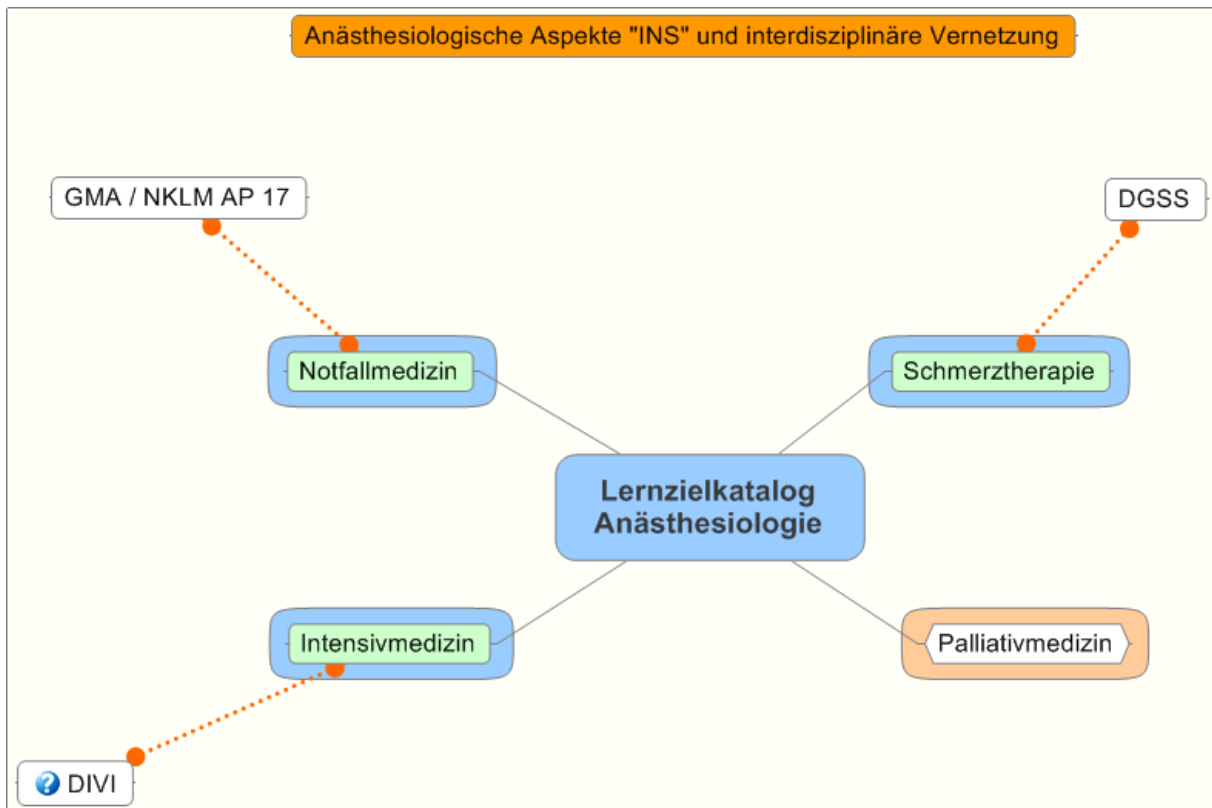 Anästhesiologische Aspekte "INS" und interdisziplinäre Vernetzung
GMA / NKLM AP 17
DGSS
Notfallmedizin
Schmerztherapie
Lernzielkatalog
Anästhesiologie
Intensivmedizin
Palliativmedizin
? DIVI